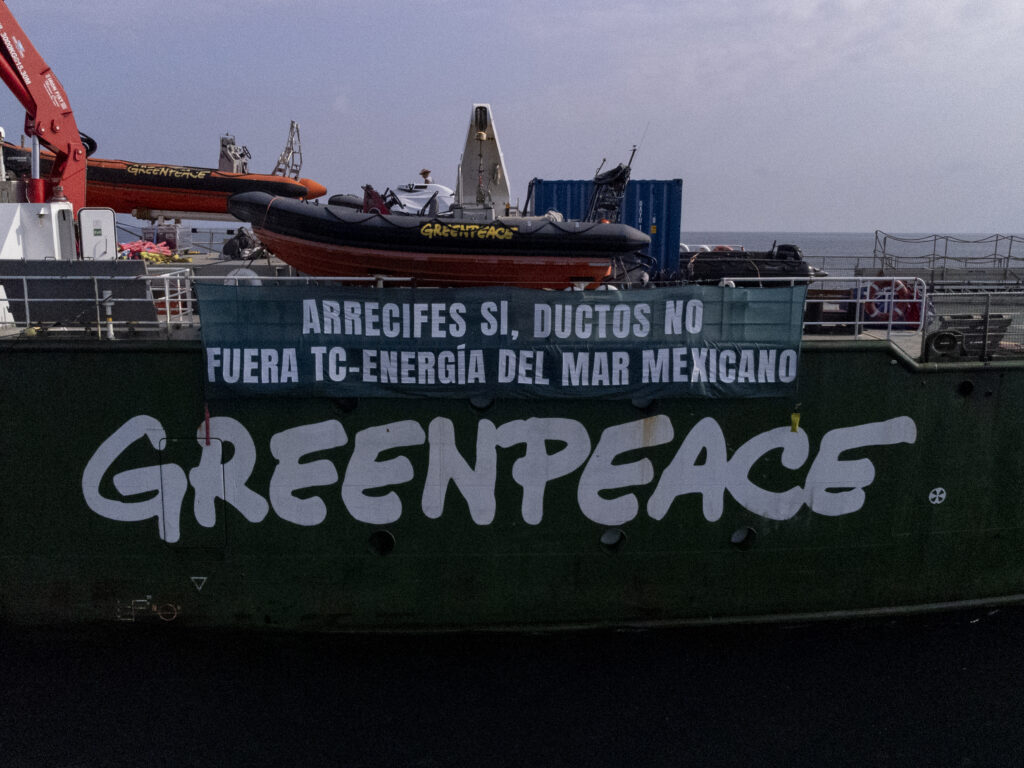 GREENPEACE
GREENPEACE
ARRECIFES SI, DUCTOS NO
FUERA TC-ENERGÍA DEL MAR MEXICANO
GREENPEACE